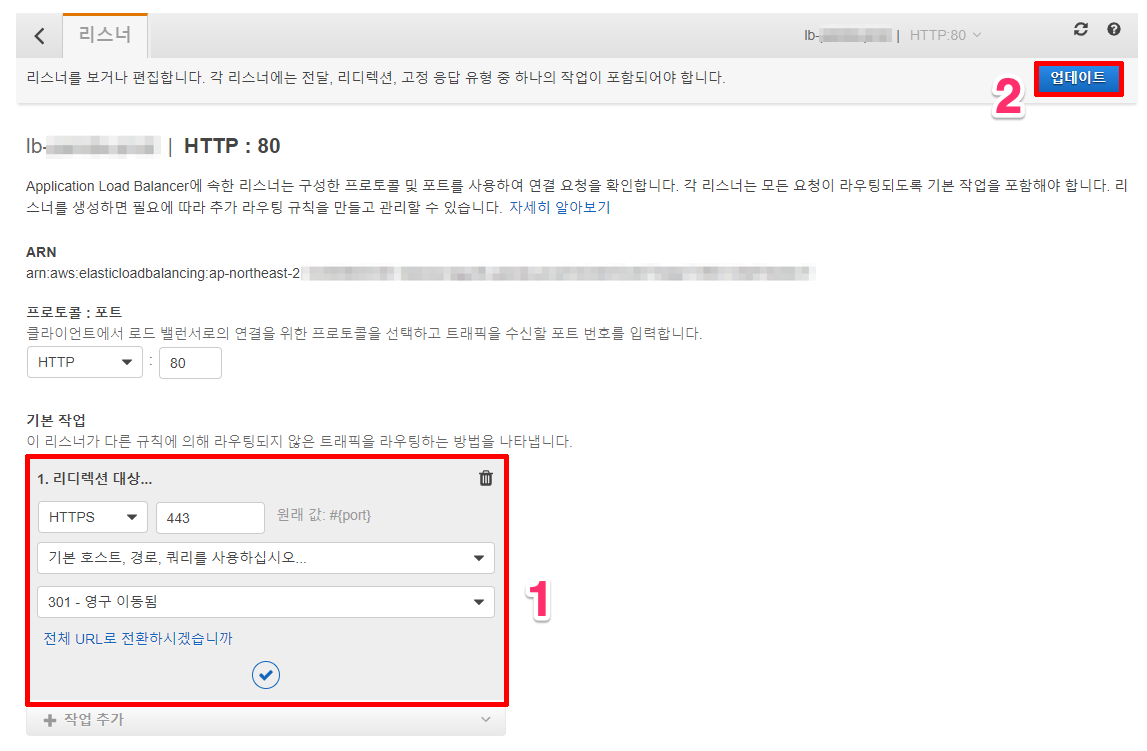 리스너
lb- | HTTP:80
리스너를 보거나 편집합니다. 각 리스너에는 전달, 리디렉션, 고정 응답 유형 중 하나의 작업이 포함되어야 합니다.
업데이트
2
lb- | HTTP : 80
Application Load Balancer에 속한 리스너는 구성한 프로토콜 및 포트를 사용하여 연결 요청을 확인합니다. 각 리스너는 모든 요청이 라우팅되도록 기본 작업을 포함해야 합니다. 리
스너를 생성하면 필요에 따라 추가 라우팅 규칙을 만들고 관리할 수 있습니다. 자세히 알아보기
ARN
arn:aws:elasticloadbalancing:ap-northeast-2
프로토콜 : 포트
클라이언트에서 로드 밸런서로의 연결을 위한 프로토콜을 선택하고 트래픽을 수신할 포트 번호를 입력합니다.
HTTP : 80
기본 작업
이 리스너가 다른 규칙에 의해 라우팅되지 않은 트래픽을 라우팅하는 방법을 나타냅니다.
1. 리디렉션 대상...
HTTPS 443 원래 값: #{port}
기본 호스트, 경로, 쿼리를 사용하십시오...
301 - 영구 이동됨
1
전체 URL로 전환하시겠습니까
작업 추가